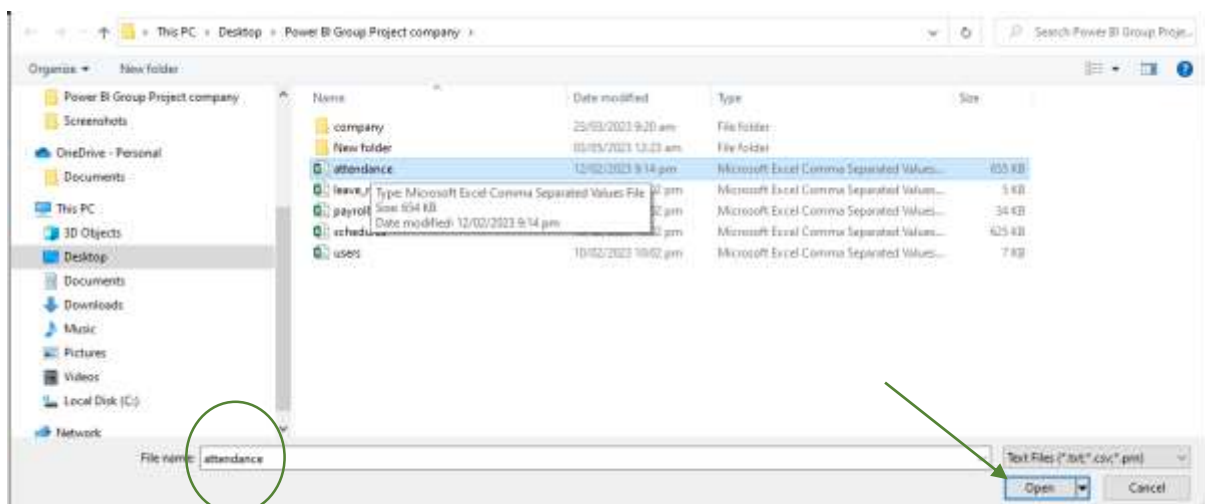 This PC › Desktop › Power BI Group Project company ›
Search Power BI Group Proje...
Organize
New folder
Power BI Group Project company
Screenshots
OneDrive - Personal
Documents
This PC
3D Objects
Desktop
Documents
Downloads
Music
Pictures
Videos
Local Disk (C:)
Network
Name Date modified Type Size
company 9:20 am File folder
New folder 12:23 am File folder
attendance 12/02/2023 9:14 pm Microsoft Excel Comma Separated Values... 655 KB
leave_ pm Microsoft Excel Comma Separated Values... 5 KB
payroll pm Microsoft Excel Comma Separated Values... 34 KB
pm Microsoft Excel Comma Separated Values... 625 KB
users 10/02/2023 10:02 pm Microsoft Excel Comma Separated Values... 7 KB
Type: Microsoft Excel Comma Separated Values File
Size: 654 KB
Date modified: 12/02/2023 9:14 pm
File name: attendance
Text Files (*.txt;*.csv;*.prn)
Open
Cancel